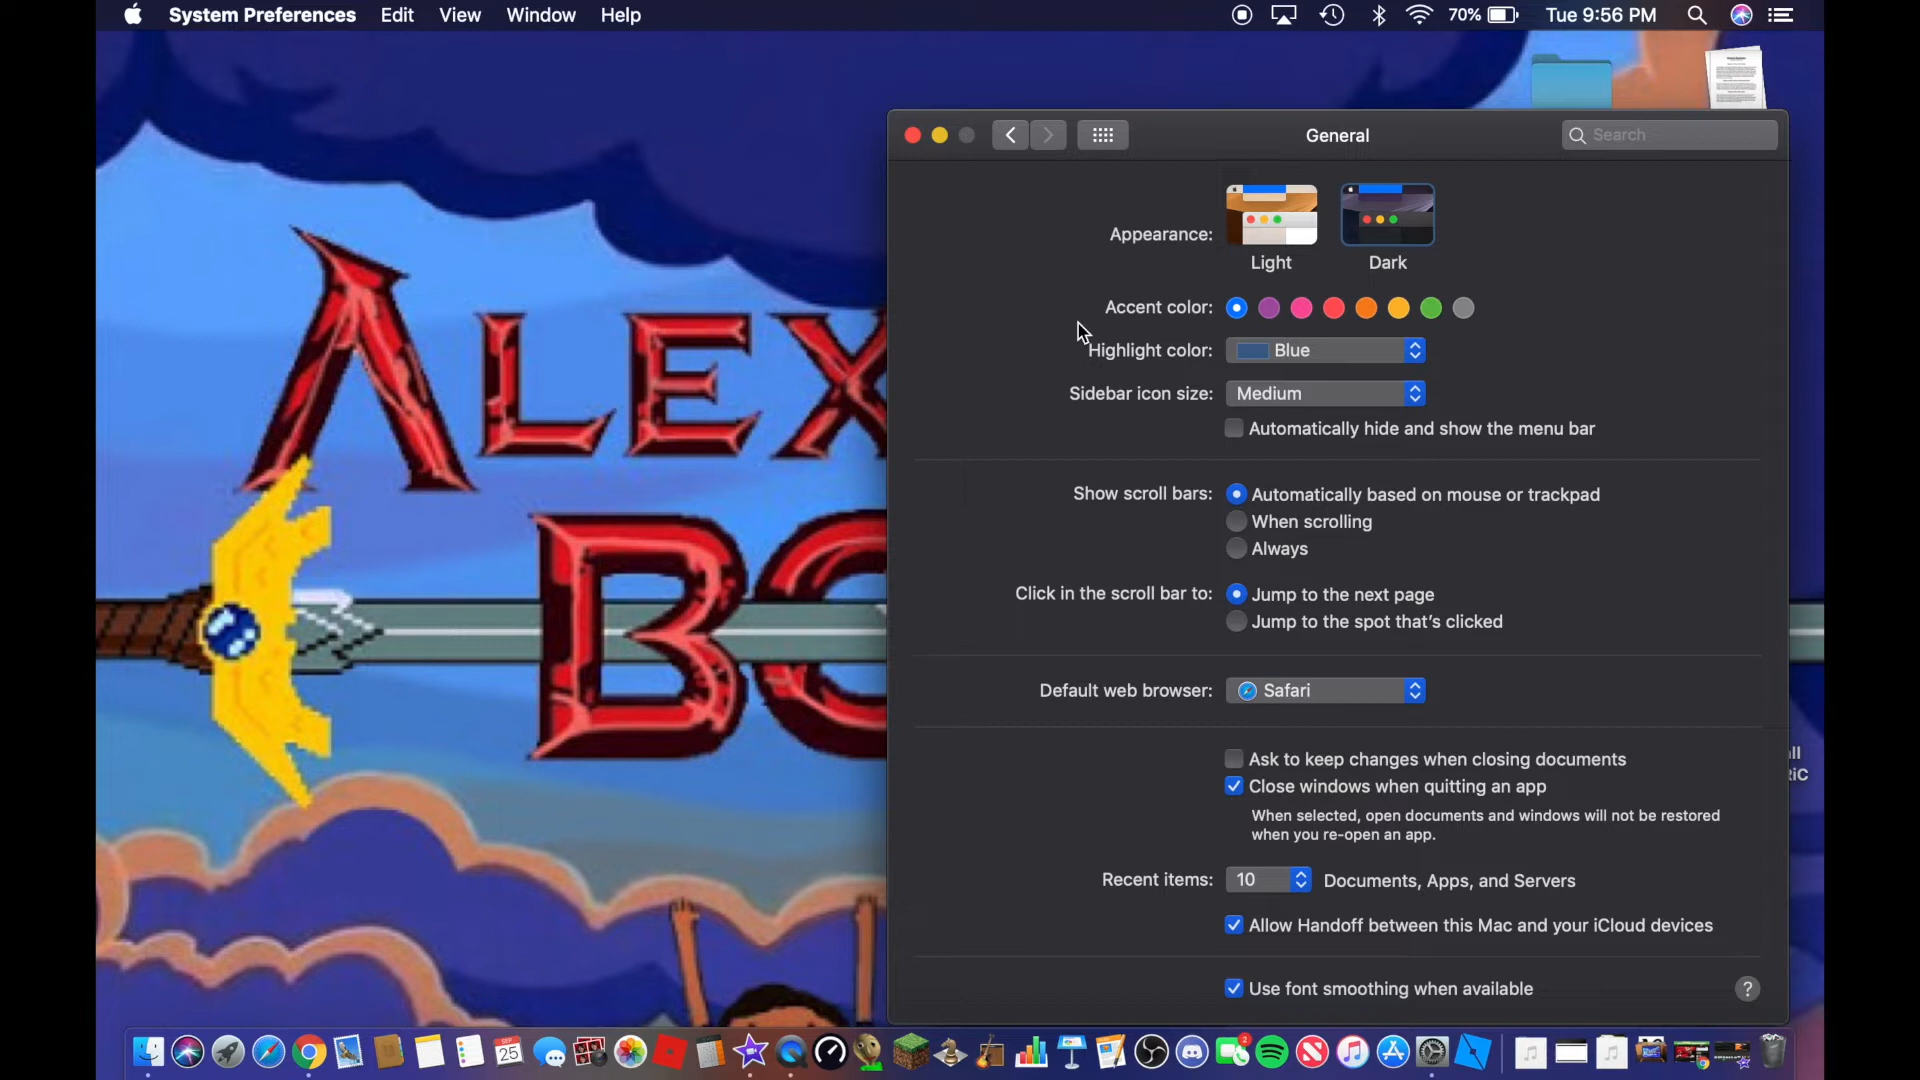 System Preferences Edit View Window Help 70% Tue 9:56 PM
General
Search
Appearance:
Light Dark
Accent color:
Highlight color: Blue
Sidebar icon size: Medium
Automatically hide and show the menu bar
Show scroll bars: Automatically based on mouse or trackpad
When scrolling
Always
Click in the scroll bar to: Jump to the next page
Jump to the spot that's clicked
Default web browser: Safari
Ask to keep changes when closing documents
Close windows when quitting an app
When selected, open documents and windows will not be restored
when you re-open an app.
Recent items: 10 Documents, Apps, and Servers
Allow Handoff between this Mac and your iCloud devices
Use font smoothing when available
?
ALEX
BO
SEP
25
2